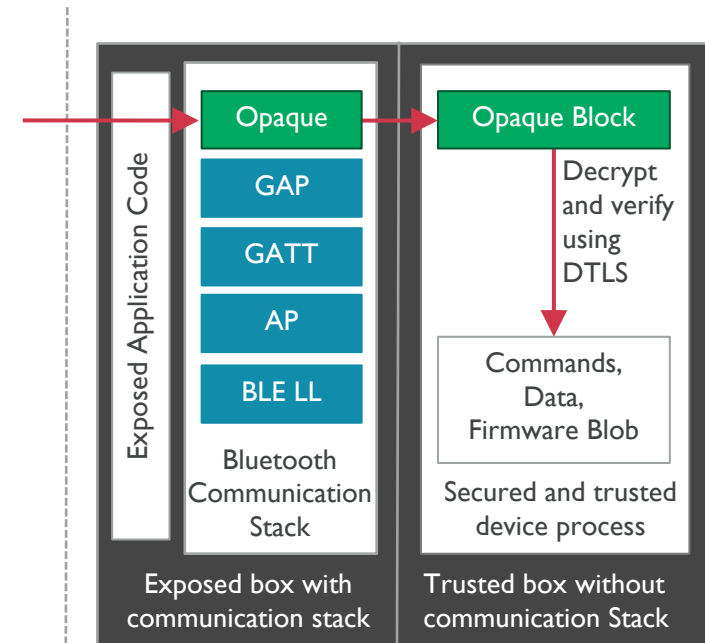 Exposed Application Code
Opaque
GAP
GATT
AP
BLE LL
Bluetooth
Communication
Stack
Exposed box with
communication stack
Opaque Block
Decrypt
and verify
using
DTLS
Commands,
Data,
Firmware Blob
Secured and trusted
device process
Trusted box without
communication Stack